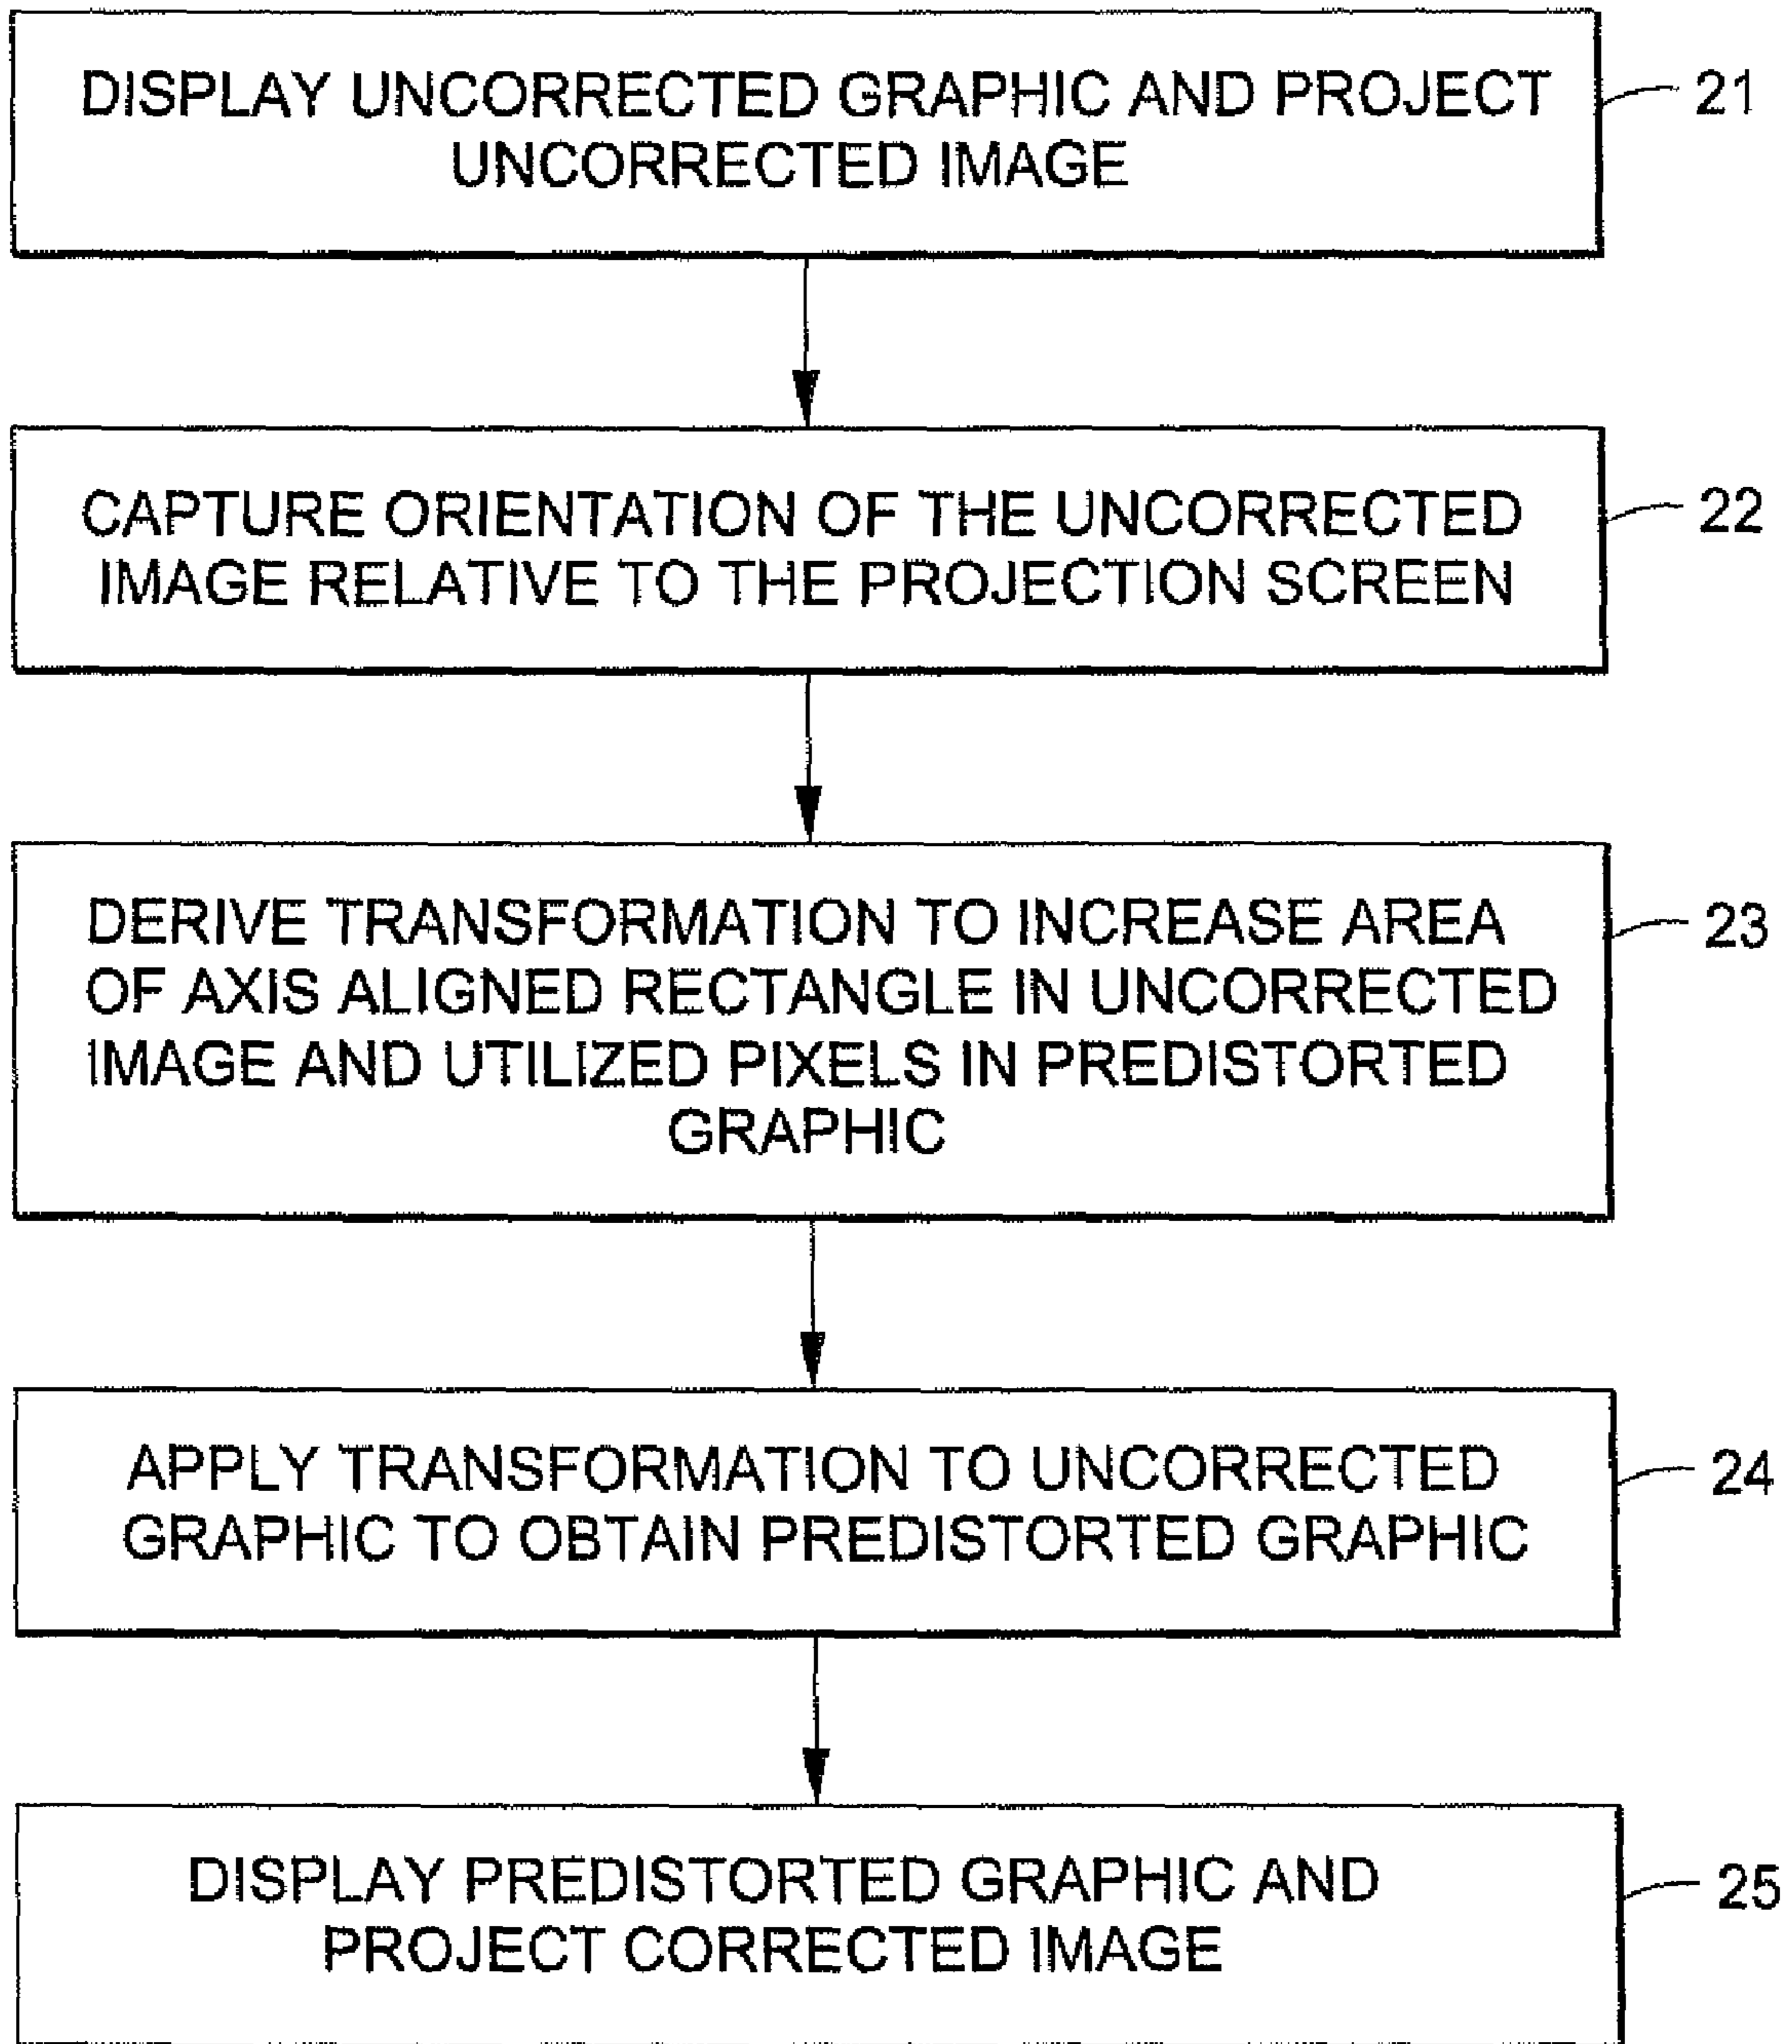 DISPLAY UNCORRECTED GRAPHIC AND PROJECT
UNCORRECTED IMAGE
21
CAPTURE ORIENTATION OF THE UNCORRECTED
IMAGE RELATIVE TO THE PROJECTION SCREEN
22
DERIVE TRANSFORMATION TO INCREASE AREA
OF AXIS ALIGNED RECTANGLE IN UNCORRECTED
IMAGE AND UTILIZED PIXELS IN PREDISTORTED
GRAPHIC
23
APPLY TRANSFORMATION TO UNCORRECTED
GRAPHIC TO OBTAIN PREDISTORTED GRAPHIC
24
DISPLAY PREDISTORTED GRAPHIC AND
PROJECT CORRECTED IMAGE
25